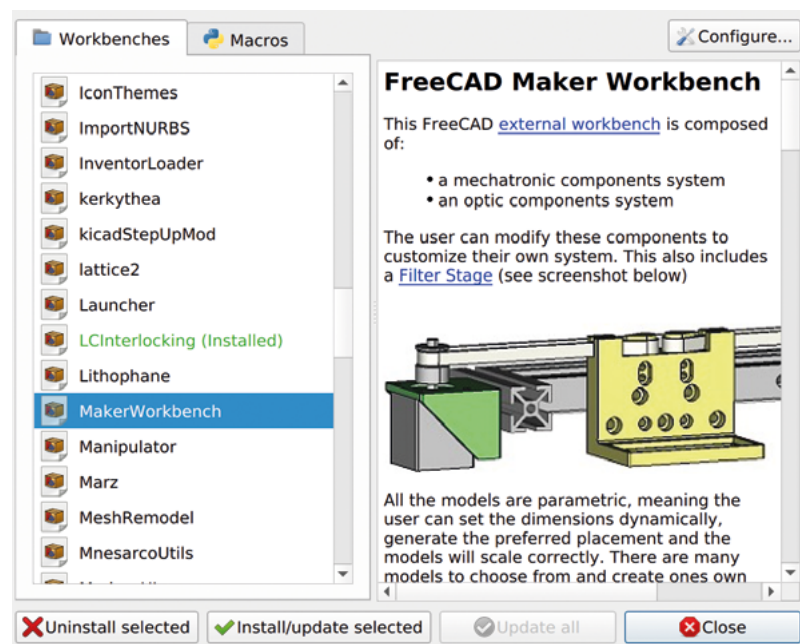 Workbenches
Macros
Configure...
IconThemes
ImportNURBS
InventorLoader
kerkythea
kicadStepUpMod
lattice2
Launcher
LCInterlocking (Installed)
Lithophane
MakerWorkbench
Manipulator
Marz
MeshRemodel
MnesarcoUtils
FreeCAD Maker Workbench
This FreeCAD external workbench is composed
of:
• a mechatronic components system
• an optic components system
The user can modify these components to
customize their own system. This also includes
a Filter Stage (see screenshot below)
All the models are parametric, meaning the
user can set the dimensions dynamically,
generate the preferred placement and the
models will scale correctly. There are many
models to choose from and create ones own
Uninstall selected
Install/update selected
Update all
Close